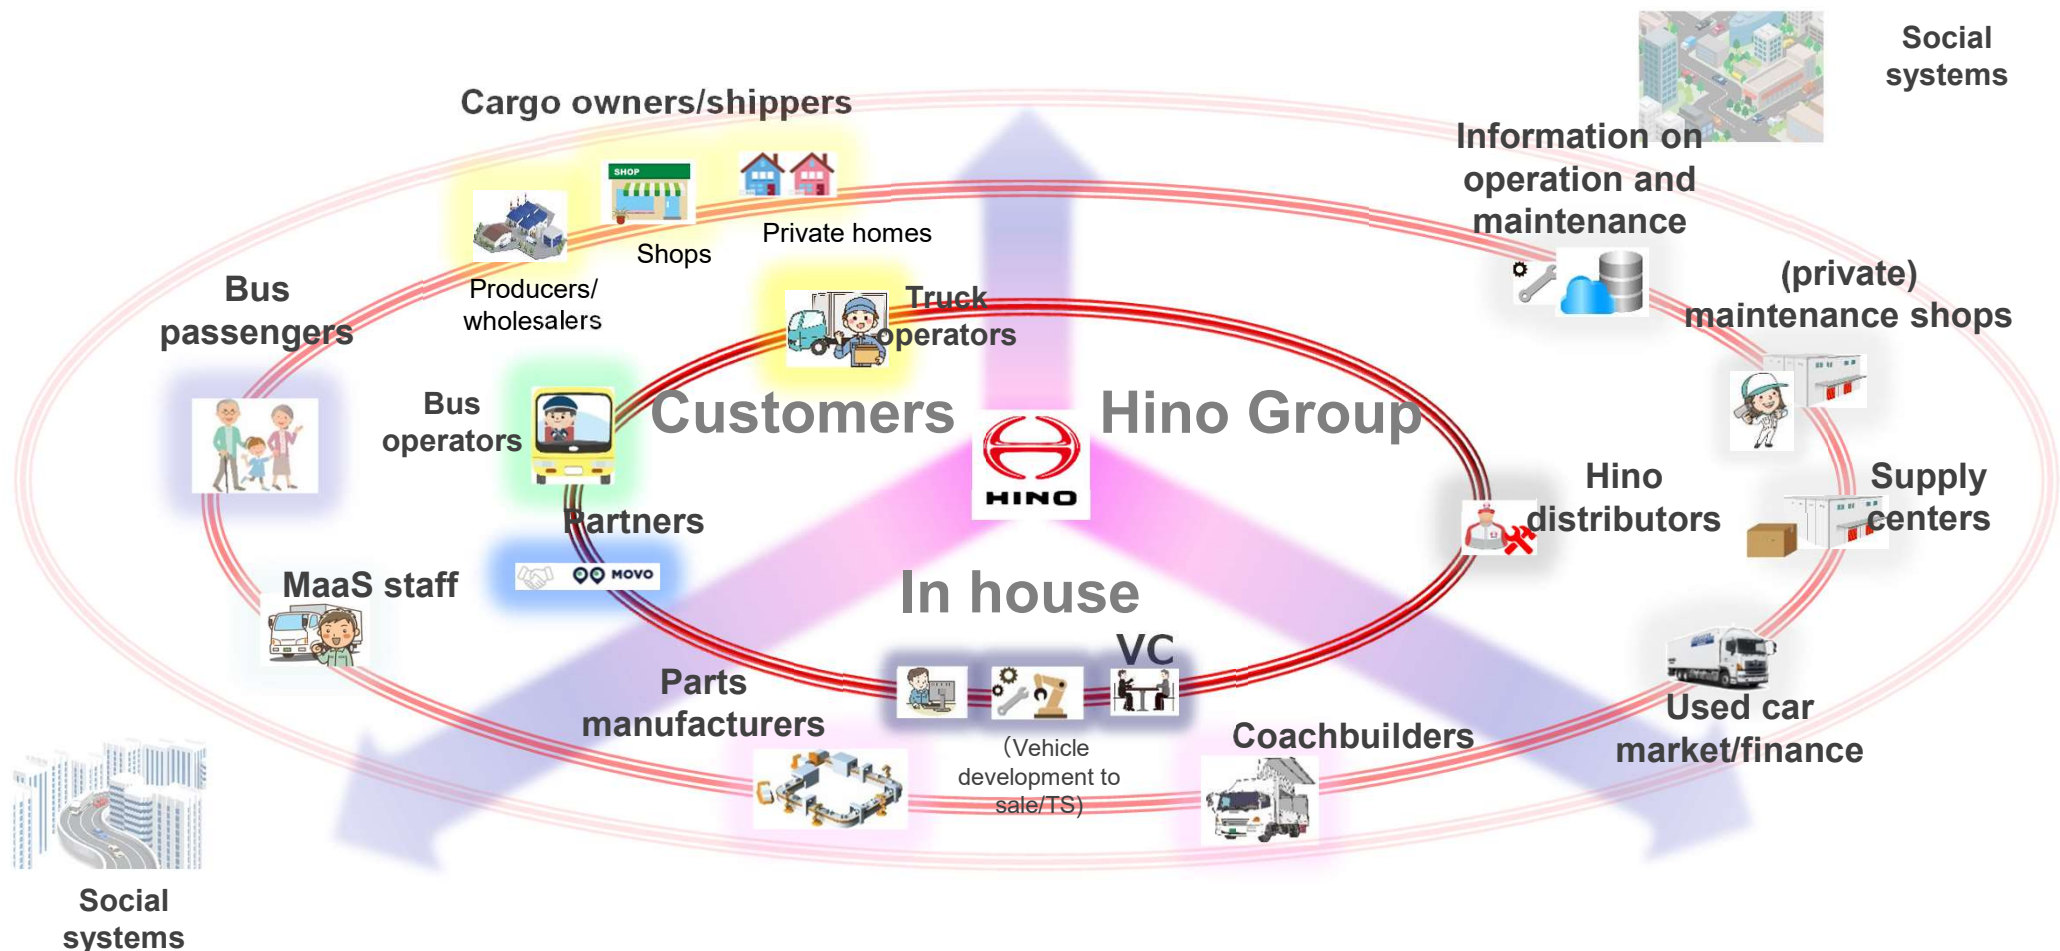 Social
systems
Cargo owners/shippers
Information on
operation and
maintenance
SHOP
Private homes
Shops
(private)
maintenance shops
Bus
passengers
Producers/
wholesalers
Truck
operators
Customers
Hino Group
Bus
operators
HINO
Hino
distributors
Supply
centers
Partners
MOVO
MaaS staff
In house
VC
Parts
manufacturers
(Vehicle
development to
sale/TS)
Coachbuilders
Used car
market/finance
Social
systems